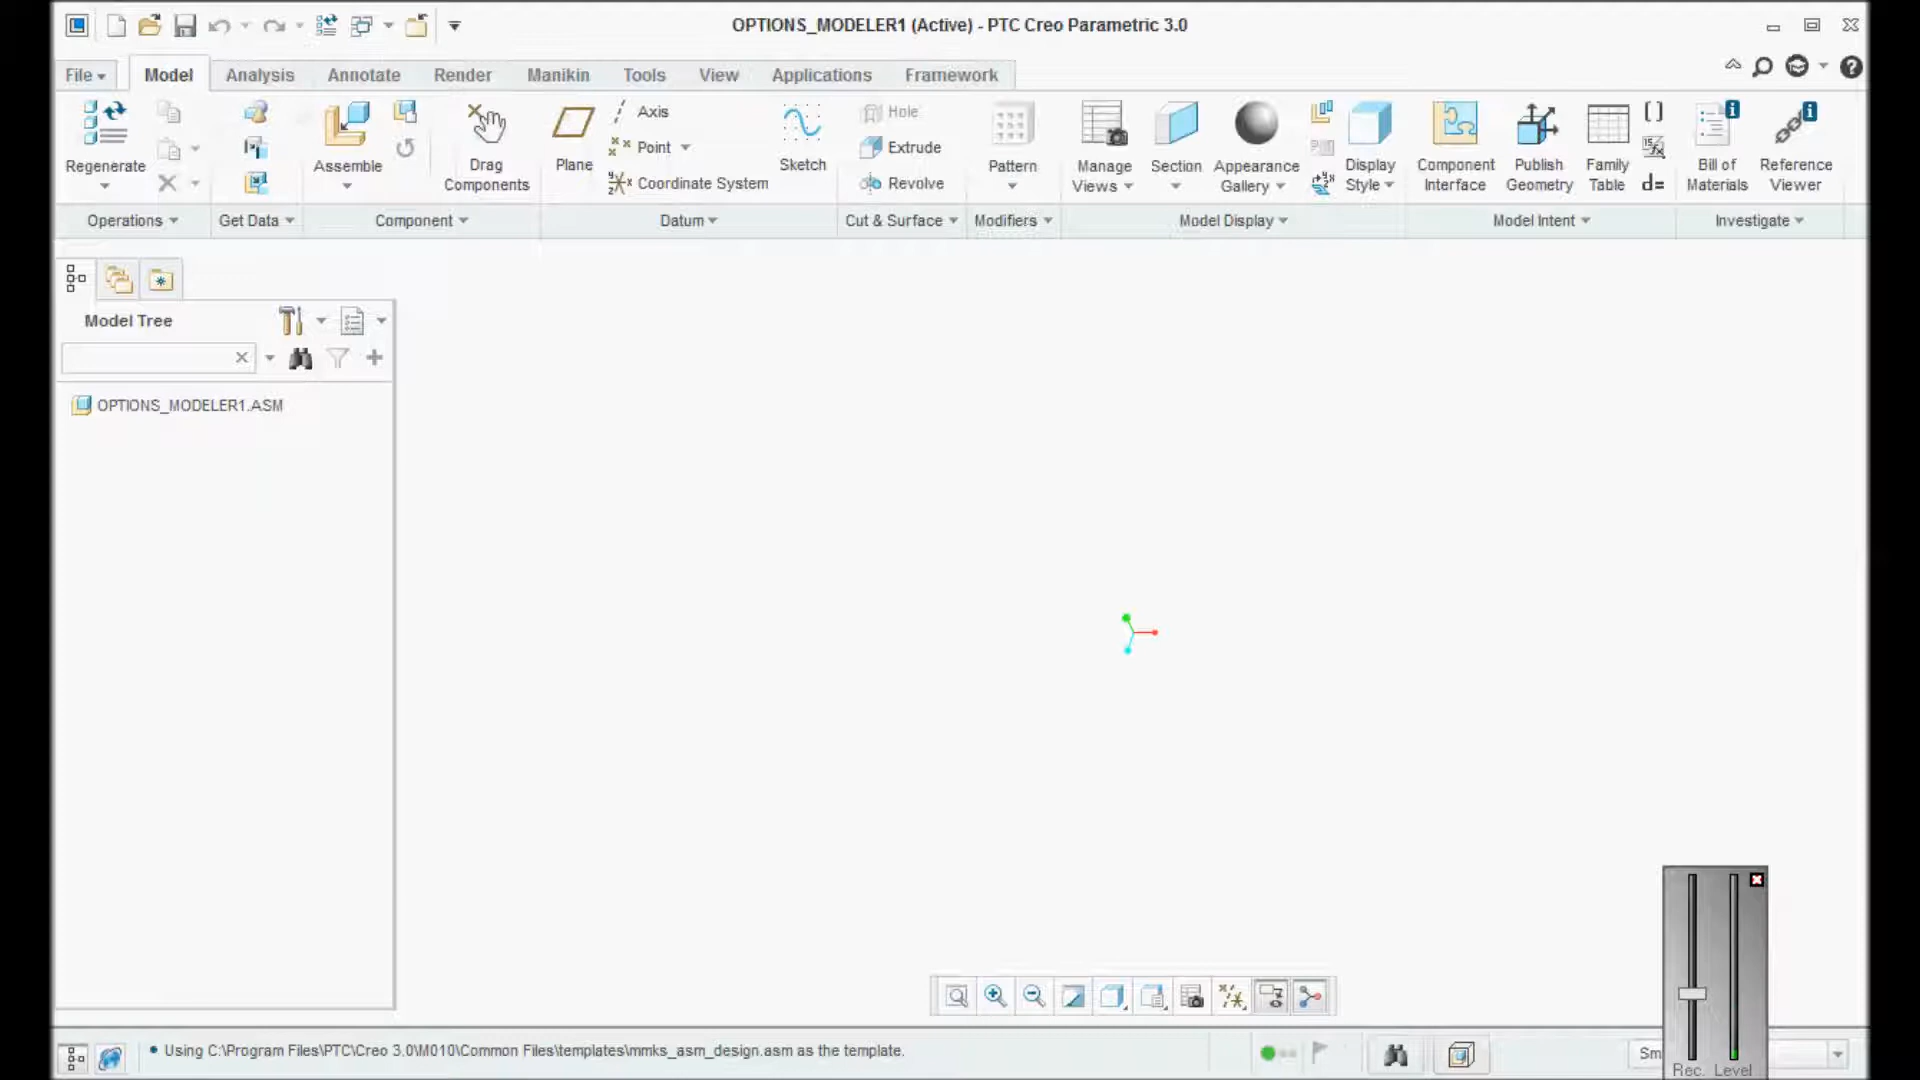 OPTIONS_MODELER1 (Active) - PTC Creo Parametric 3.0
File Model Analysis Annotate Render Manikin Tools View Applications Framework
Regenerate
Assemble
Drag
Components
Plane
Axis
Point
Coordinate System
Sketch
Hole
Extrude
Revolve
Pattern
Manage
Views
Section
Appearance
Gallery
Display
Style
Component
Interface
Publish
Geometry
Family
Table
d=
Bill of
Materials
Reference
Viewer
Operations Get Data Component Datum Cut & Surface Modifiers Model Display Model Intent Investigate
Model Tree
OPTIONS_MODELER1.ASM
Using C:\Program Files\PTC\Creo 3.0\M010\Common Files\templates\mmks_asm_design.asm as the template.
Sm
Rec. Level